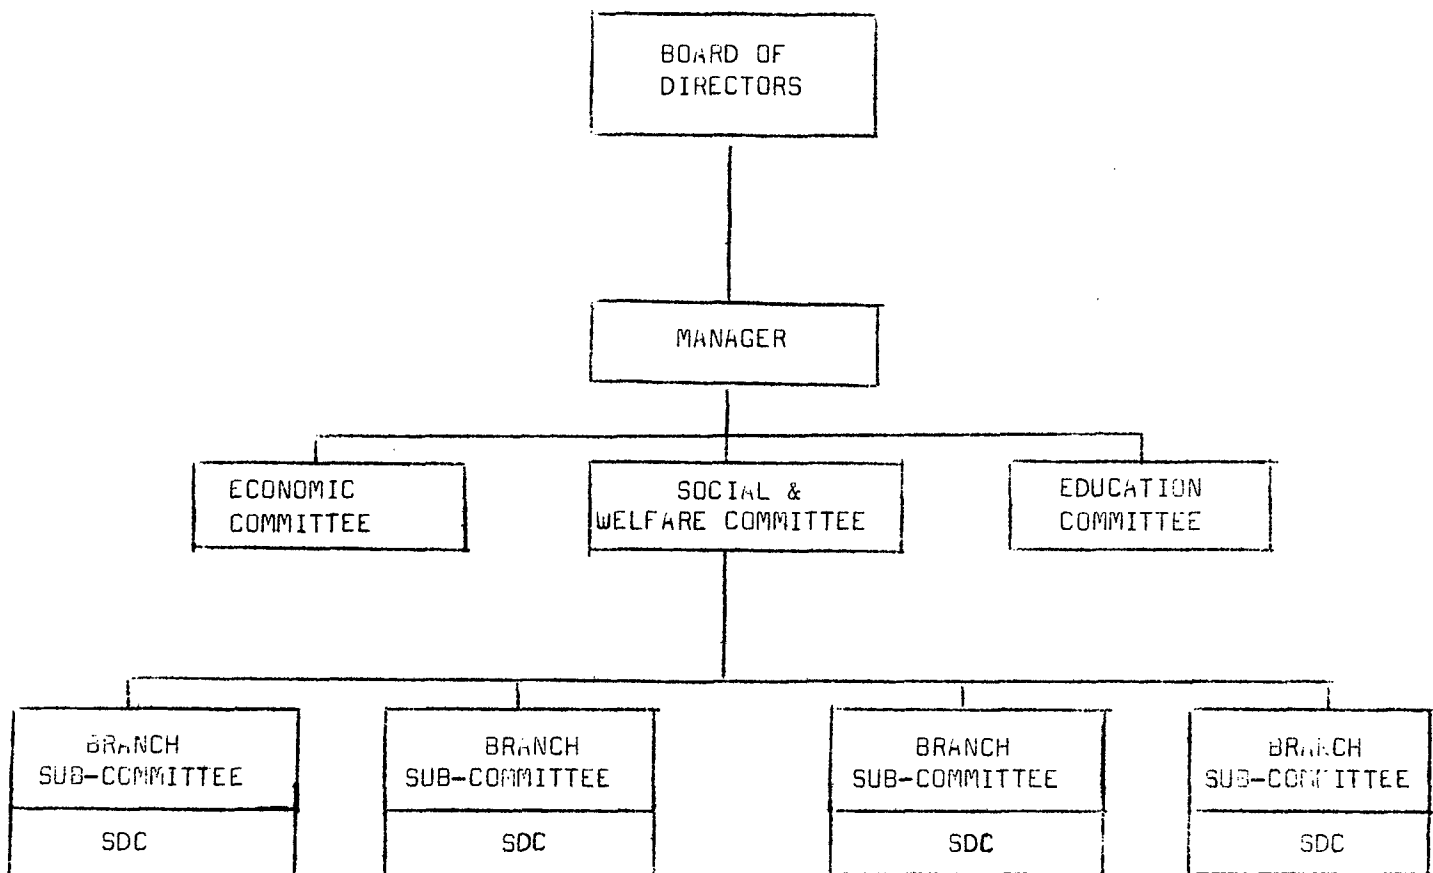 BOARD OF
DIRECTORS
MANAGER
ECONOMIC
COMMITTEE
SOCIAL &
WELFARE COMMITTEE
EDUCATION
COMMITTEE
BRANCH
SUB-COMMITTEE
SDC
BRANCH
SUB-COMMITTEE
SDC
BRANCH
SUB-COMMITTEE
SDC
BRANCH
SUB-COMMITTEE
SDC